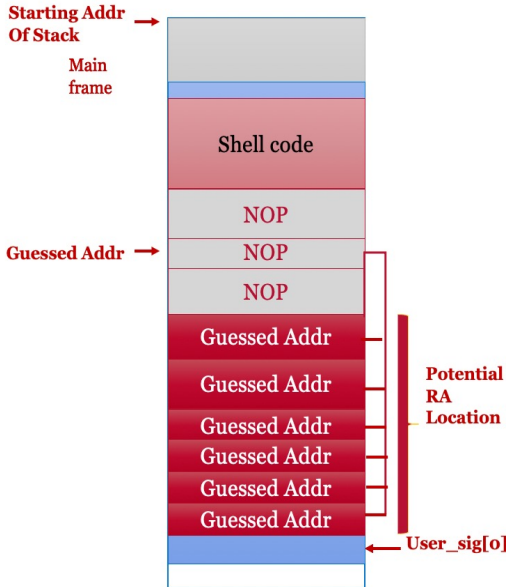 Starting Addr
Of Stack
Main
frame
Shell code
NOP
Guessed Addr
NOP
NOP
Guessed Addr
Guessed Addr
Guessed Addr
Guessed Addr
Guessed Addr
Guessed Addr
Potential
RA
Location
User_sig[0]